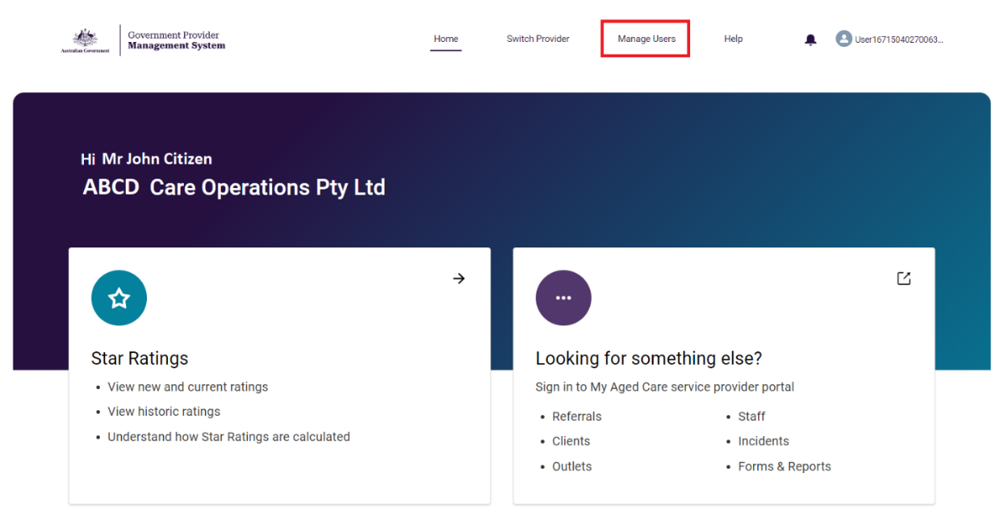 Australian Government
Government Provider
Management System
Home
Switch Provider
Manage Users
Help
User16715040270063...
Hi Mr John Citizen
ABCD Care Operations Pty Ltd
Star Ratings
• View new and current ratings
• View historic ratings
• Understand how Star Ratings are calculated
Looking for something else?
Sign in to My Aged Care service provider portal
• Referrals
• Clients
• Outlets
• Staff
• Incidents
• Forms & Reports